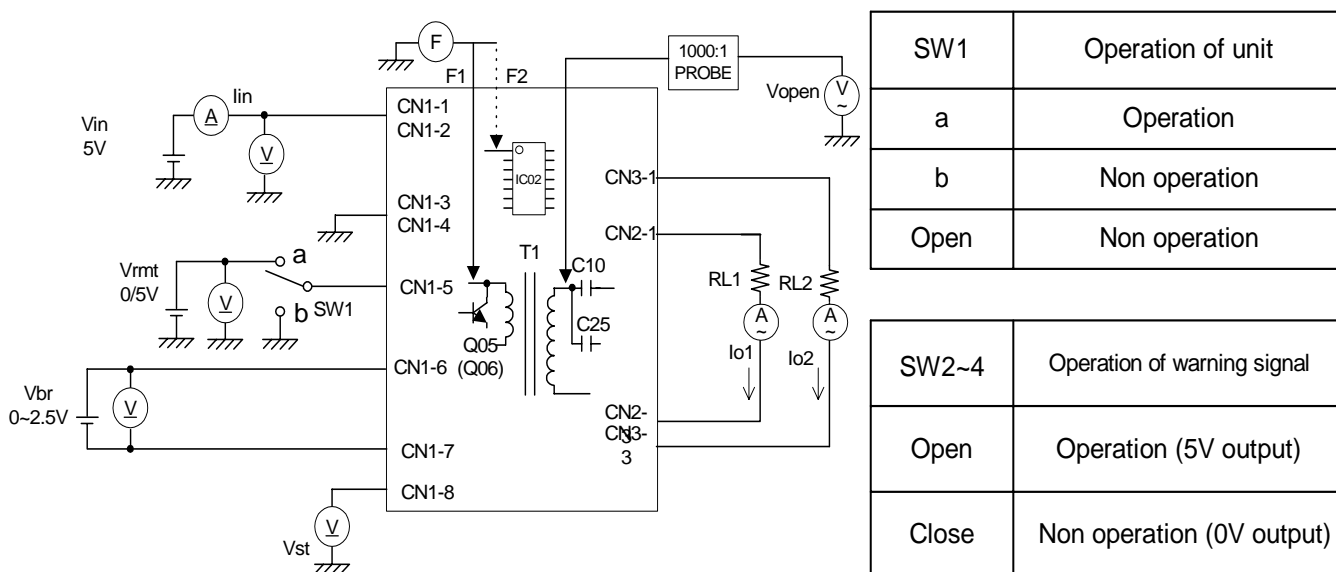 F
F1
F2
1000:1
PROBE
Vopen
V
~
Vin
5V
A
Iin
V
CN1-1
CN1-2
IC02
CN3-1
CN1-3
CN1-4
CN2-1
Vrmt
0/5V
V
a
b
SW1
CN1-5
T1
C10
C25
Q05
(Q06)
RL1
RL2
A
~
A
~
Io1
Io2
Vbr
0~2.5V
V
CN1-6
CN1-7
CN2-
3
CN3-
3
CN1-8
V
Vst
SW1 Operation of unit
a Operation
b Non operation
Open Non operation
SW2~4 Operation of warning signal
Open Operation (5V output)
Close Non operation (0V output)